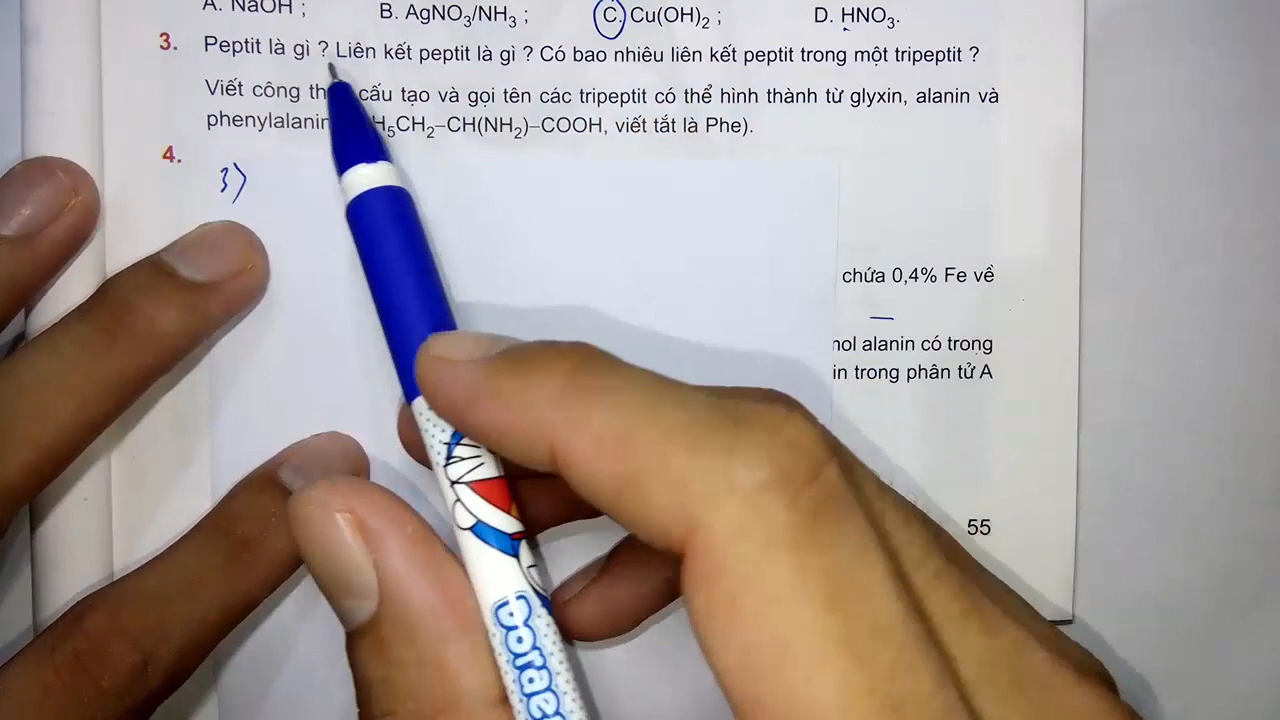 A. NaOH ; B. AgNO₃/NH₃ ; C. Cu(OH)₂ ; D. HNO₃.
3. Peptit là gì ? Liên kết peptit là gì ? Có bao nhiêu liên kết peptit trong một tripeptit ?
Viết công cấu tạo và gọi tên các tripeptit có thể hình thành từ glyxin, alanin và
phenylalanin H₅CH₂–CH(NH₂)–COOH, viết tắt là Phe).
4.
3)
chứa 0,4% Fe về
alanin có trong
trong phân tử A
55